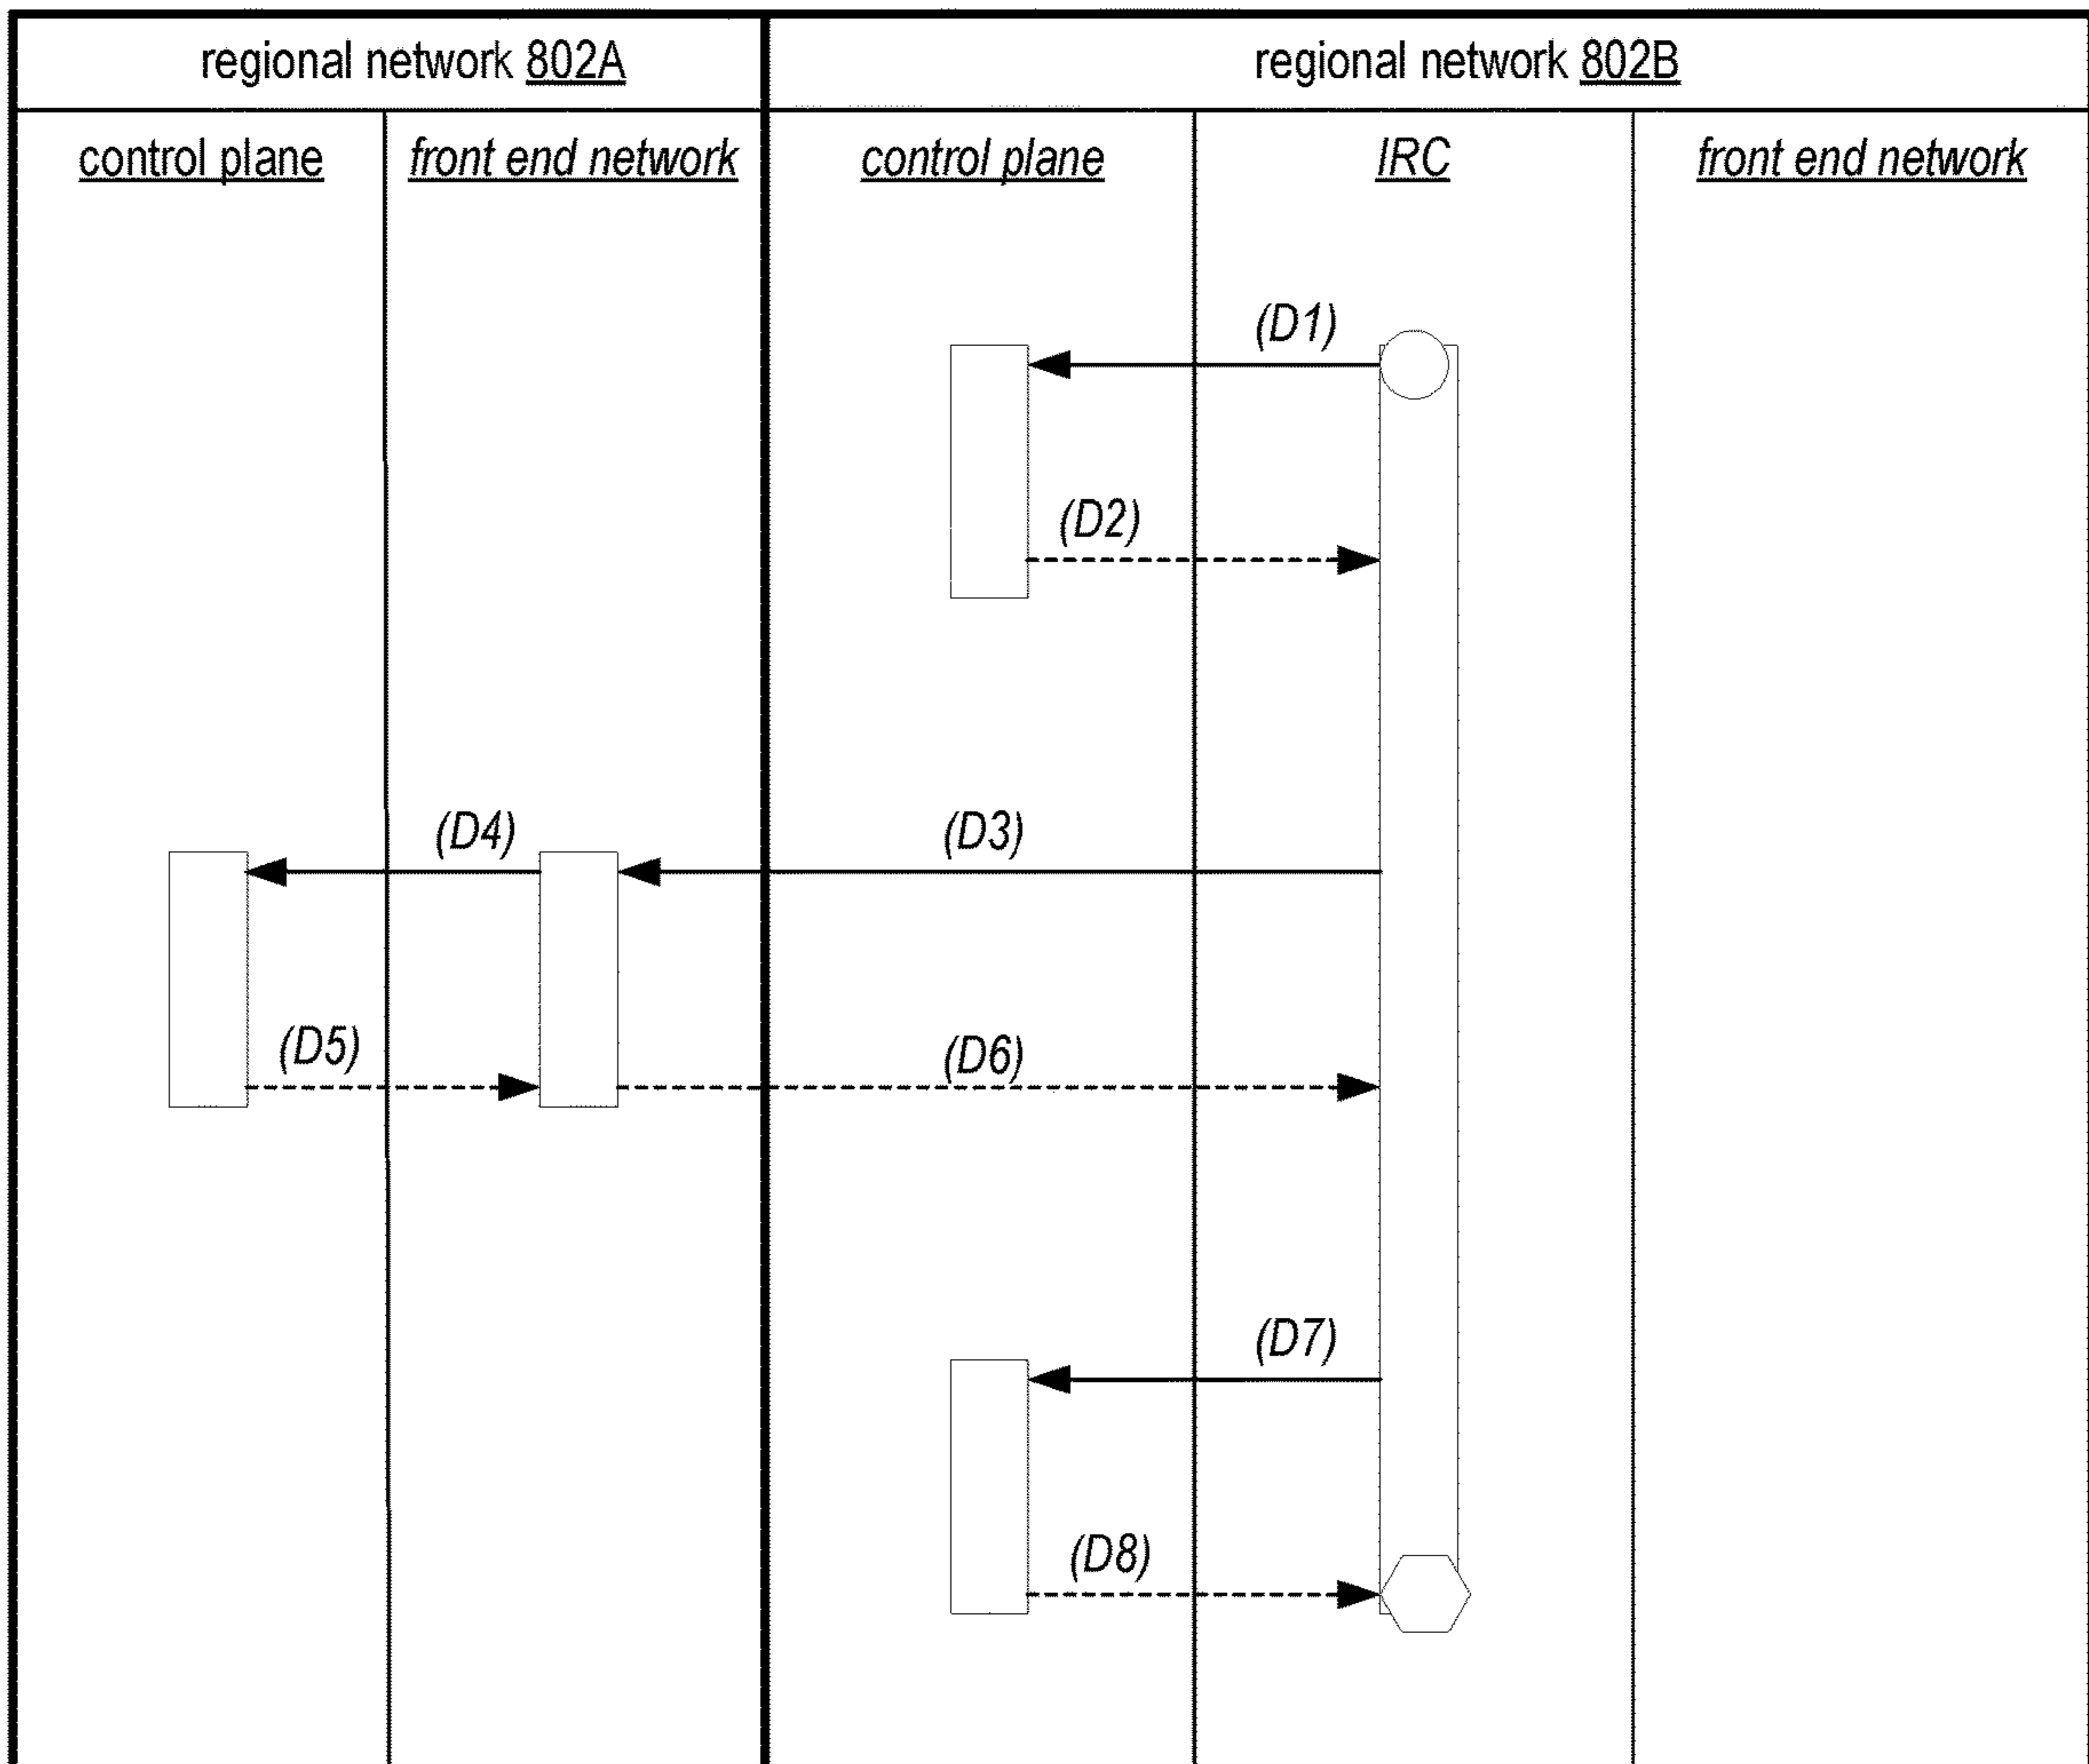 regional network 802A
regional network 802B
control plane
front end network
control plane
IRC
front end network
(D1)
(D2)
(D4)
(D3)
(D5)
(D6)
(D7)
(D8)